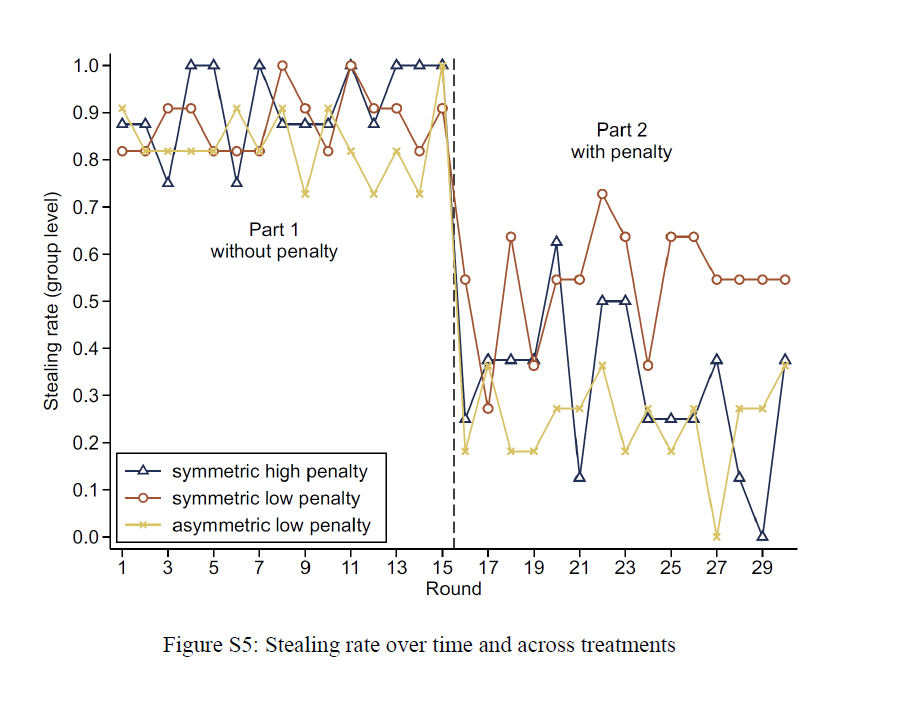 Stealing rate (group level)
1.0
0.9
0.8
0.7
0.6
0.5
0.4
0.3
0.2
0.1
0.0
Part 1
without penalty
Part 2
with penalty
symmetric high penalty
symmetric low penalty
asymmetric low penalty
1 3 5 7 9 11 13 15 17 19 21 23 25 27 29
Round
Figure S5: Stealing rate over time and across treatments